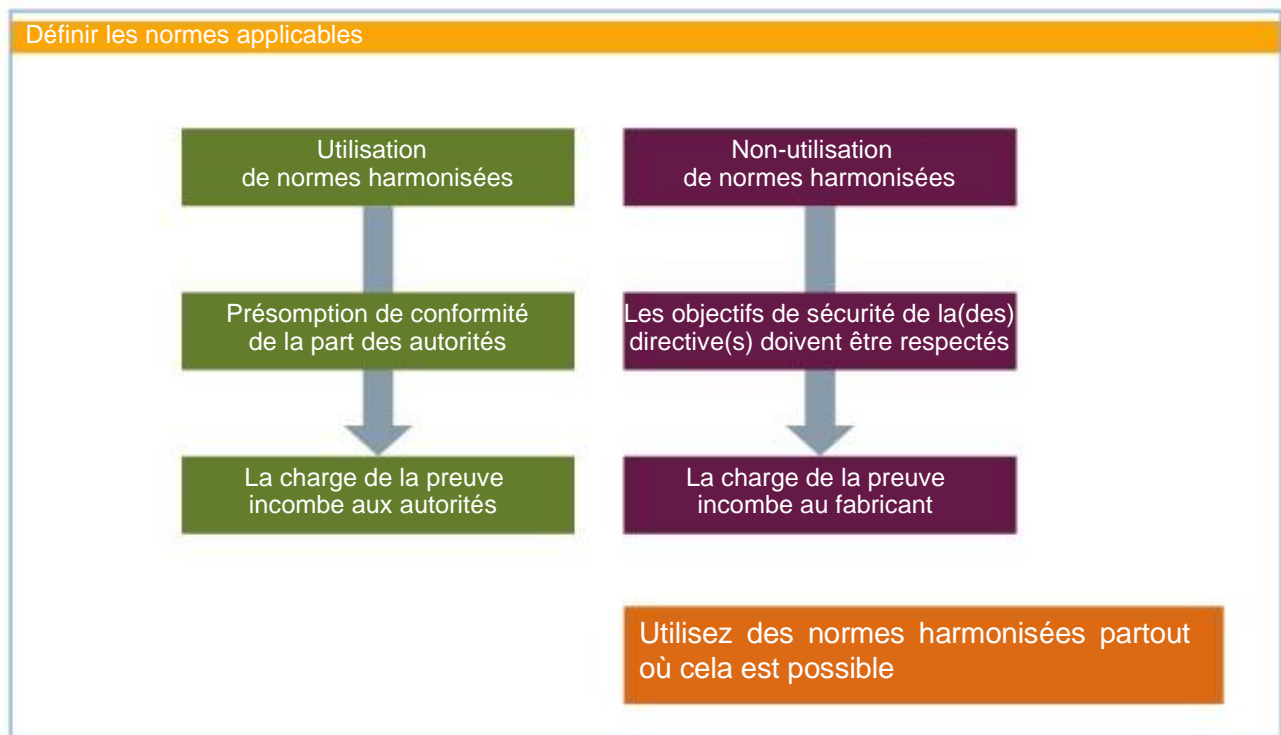 Définir les normes applicables
Utilisation
de normes harmonisées
Non-utilisation
de normes harmonisées
Présomption de conformité
de la part des autorités
Les objectifs de sécurité de la(des)
directive(s) doivent être respectés
La charge de la preuve
incombe aux autorités
La charge de la preuve
incombe au fabricant
Utilisez des normes harmonisées partout
où cela est possible